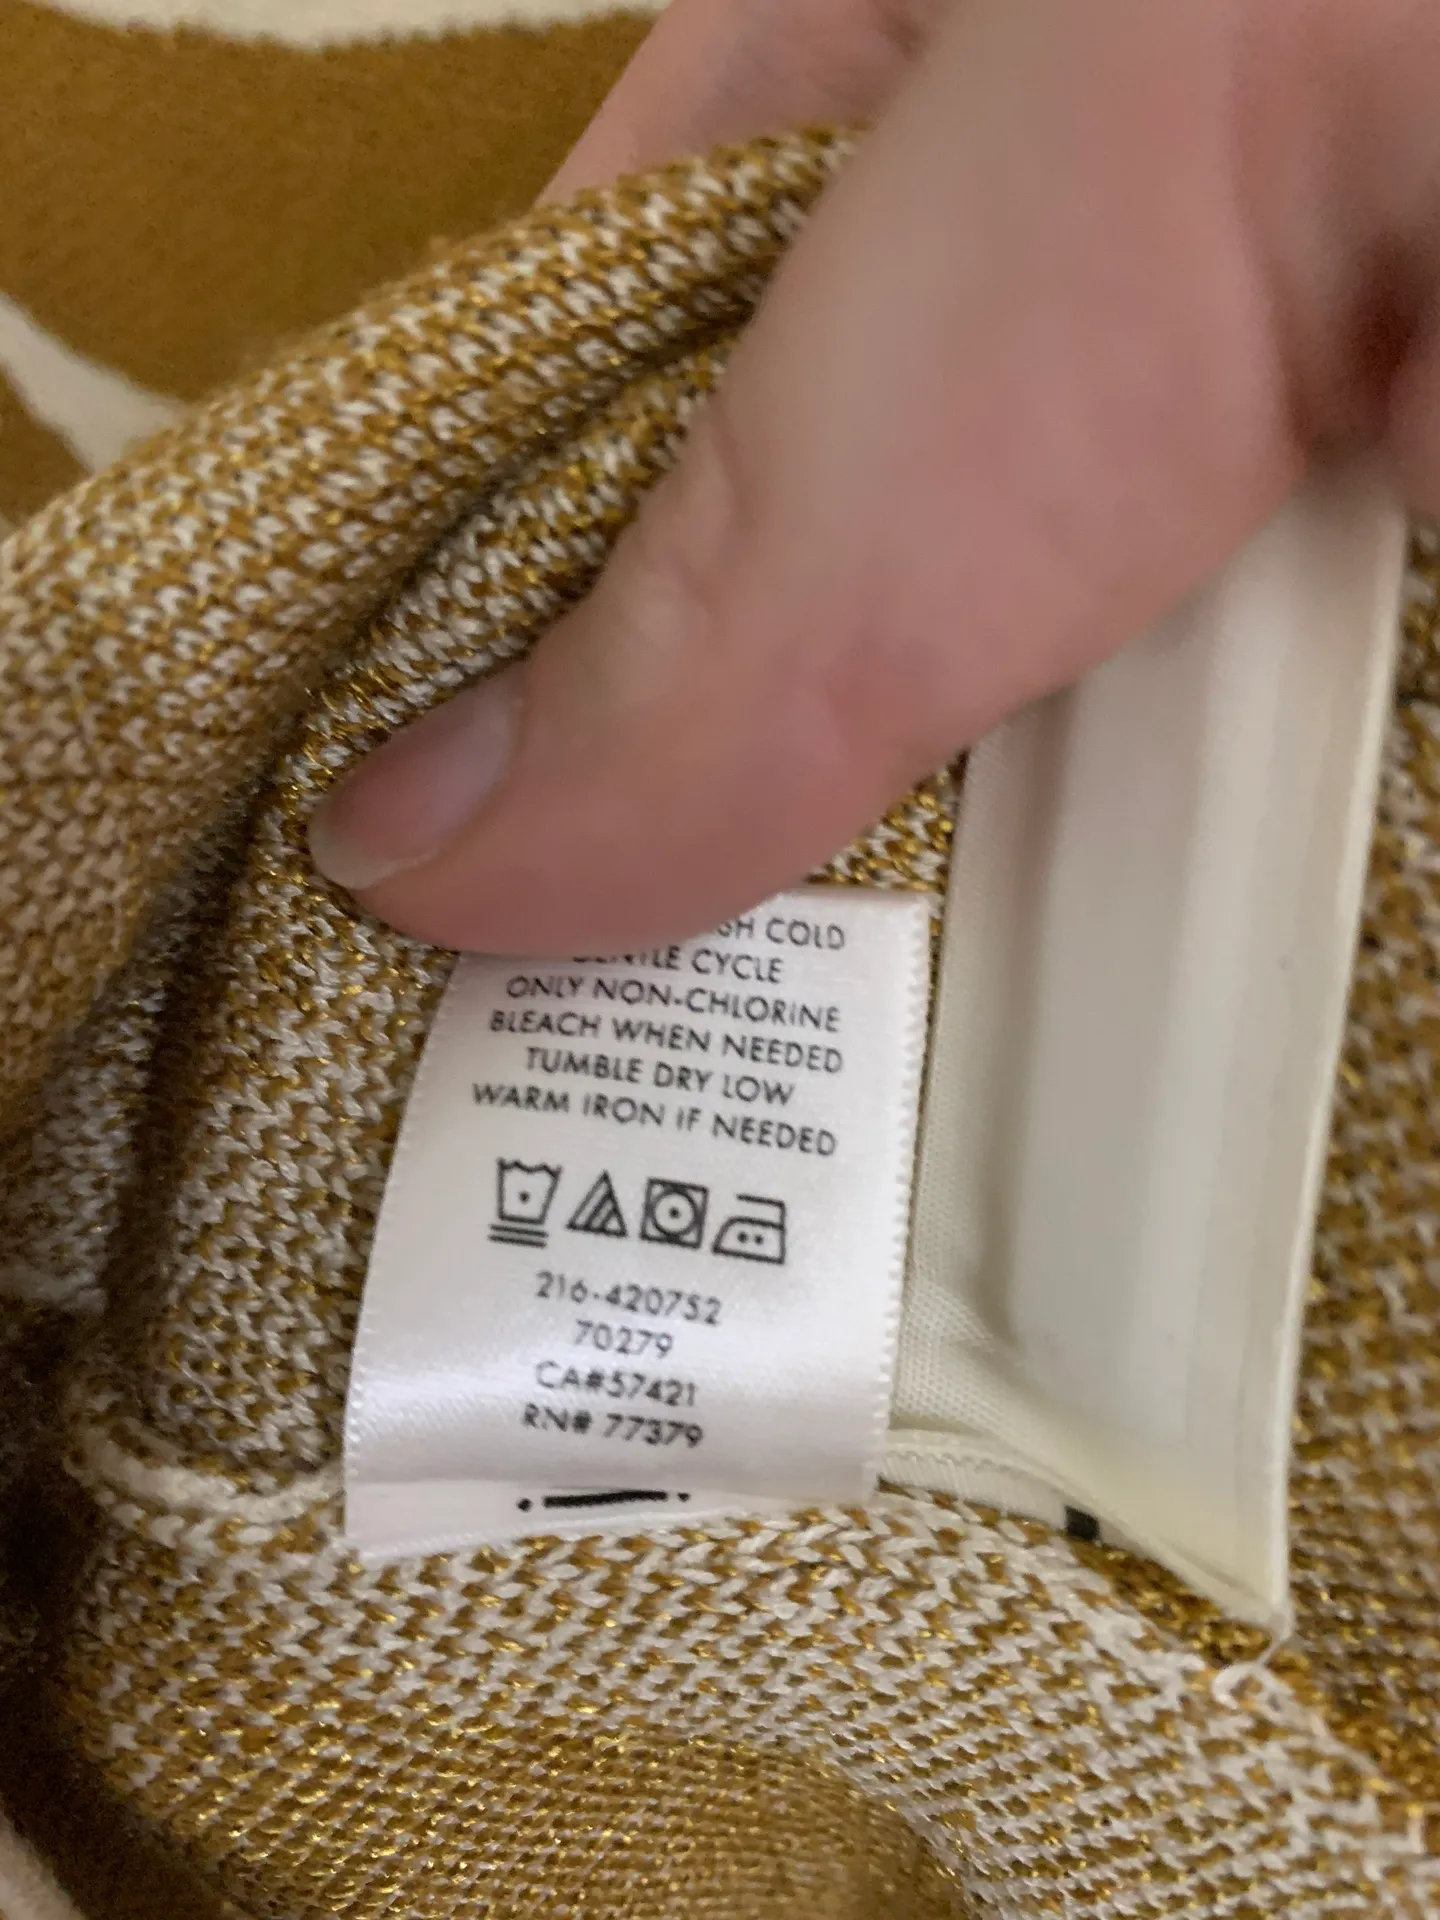 SH COLD
GENTLE CYCLE
ONLY NON-CHLORINE
BLEACH WHEN NEEDED
TUMBLE DRY LOW
WARM IRON IF NEEDED
216-420752
70279
CA#57421
RN# 77379